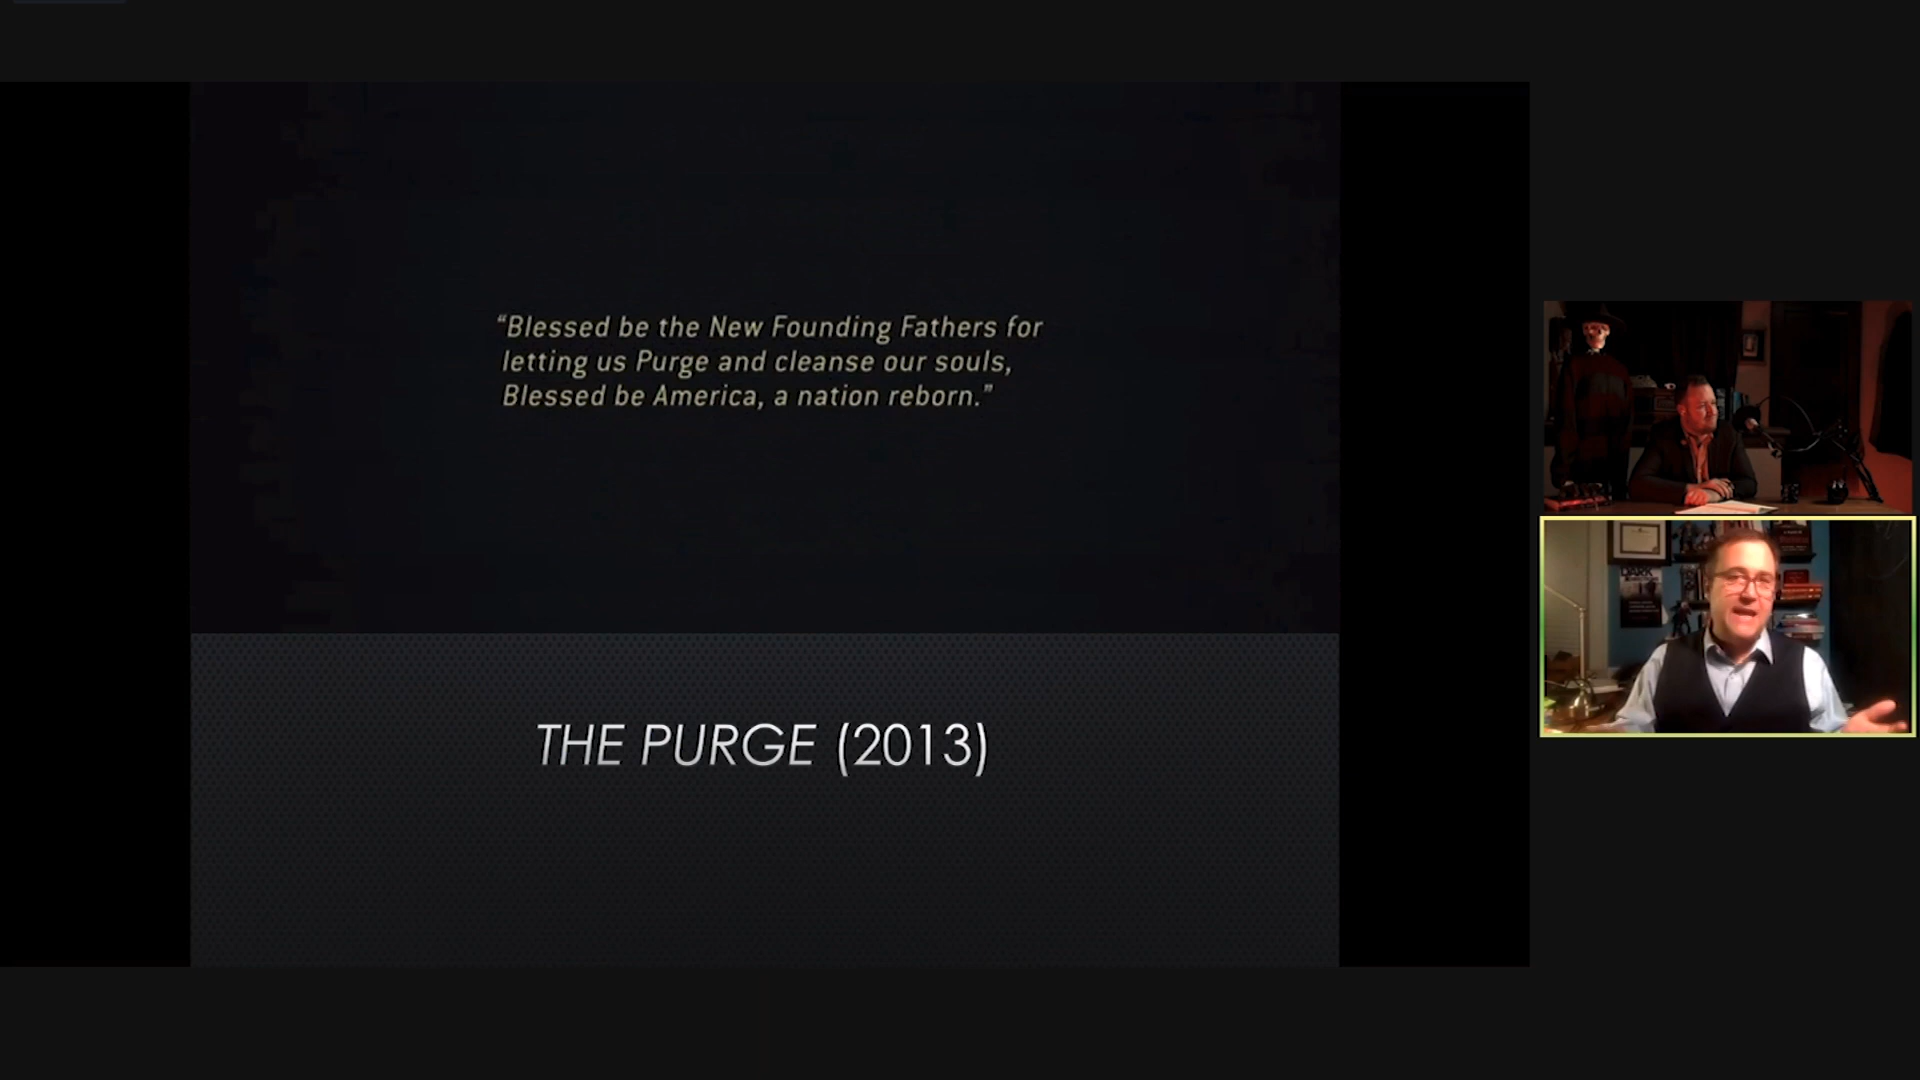 “Blessed be the New Founding Fathers for
letting us Purge and cleanse our souls,
Blessed be America, a nation reborn.”
THE PURGE (2013)
DARK